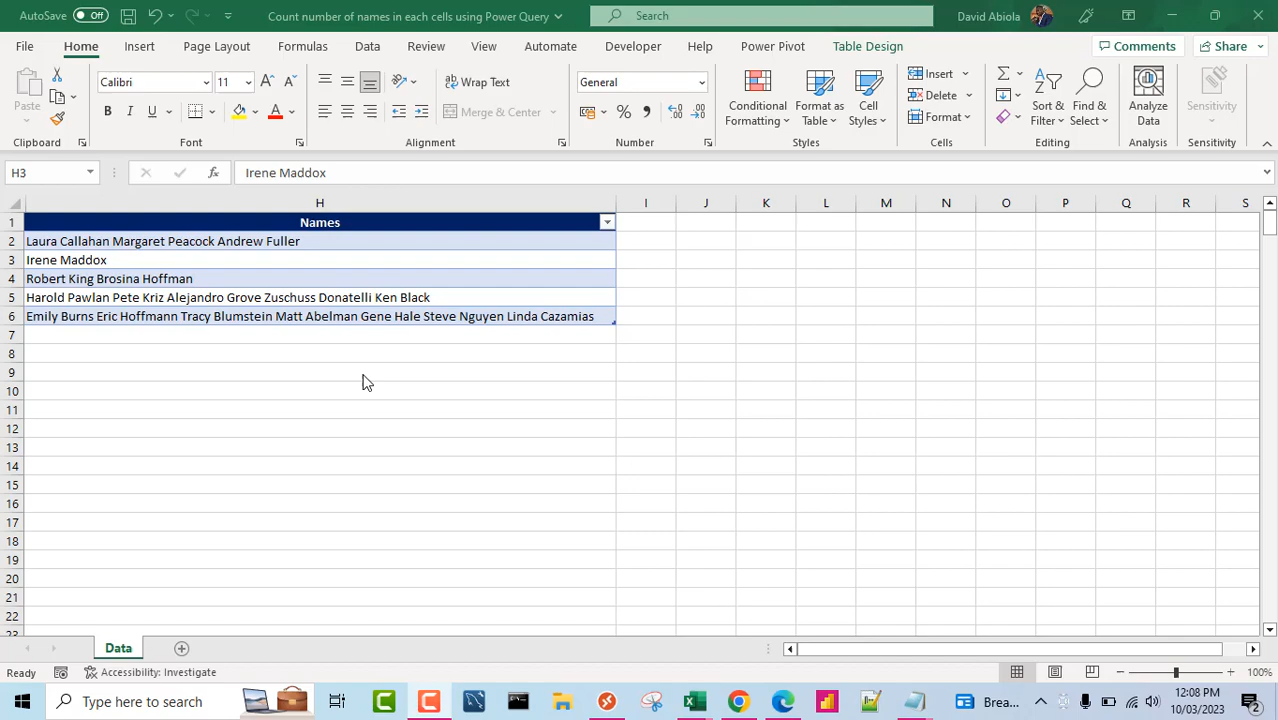 AutoSave Off Count number of names in each cells using Power Query Search David Abiola
File Home Insert Page Layout Formulas Data Review View Automate Developer Help Power Pivot Table Design Comments Share
Paste Calibri 11 Wrap Text General Conditional Formatting Format as Table Cell Styles Insert Sort & Filter Find & Select Analyze Data Sensitivity
B I U Merge & Center % Delete
Format
Clipboard Font Alignment Number Styles Cells Editing Analysis Sensitivity
H3 fx Irene Maddox
H I J K L M N O P Q R S
1 Names
2 Laura Callahan Margaret Peacock Andrew Fuller
3 Irene Maddox
4 Robert King Brosina Hoffman
5 Harold Pawlan Pete Kriz Alejandro Grove Zuschuss Donatelli Ken Black
6 Emily Burns Eric Hoffmann Tracy Blumstein Matt Abelman Gene Hale Steve Nguyen Linda Cazamias
7
8
9
10
11
12
13
14
15
16
17
18
19
20
21
22
23
Data
Ready Accessibility: Investigate 100%
Type here to search Brea... 12:08 PM
10/03/2023 2